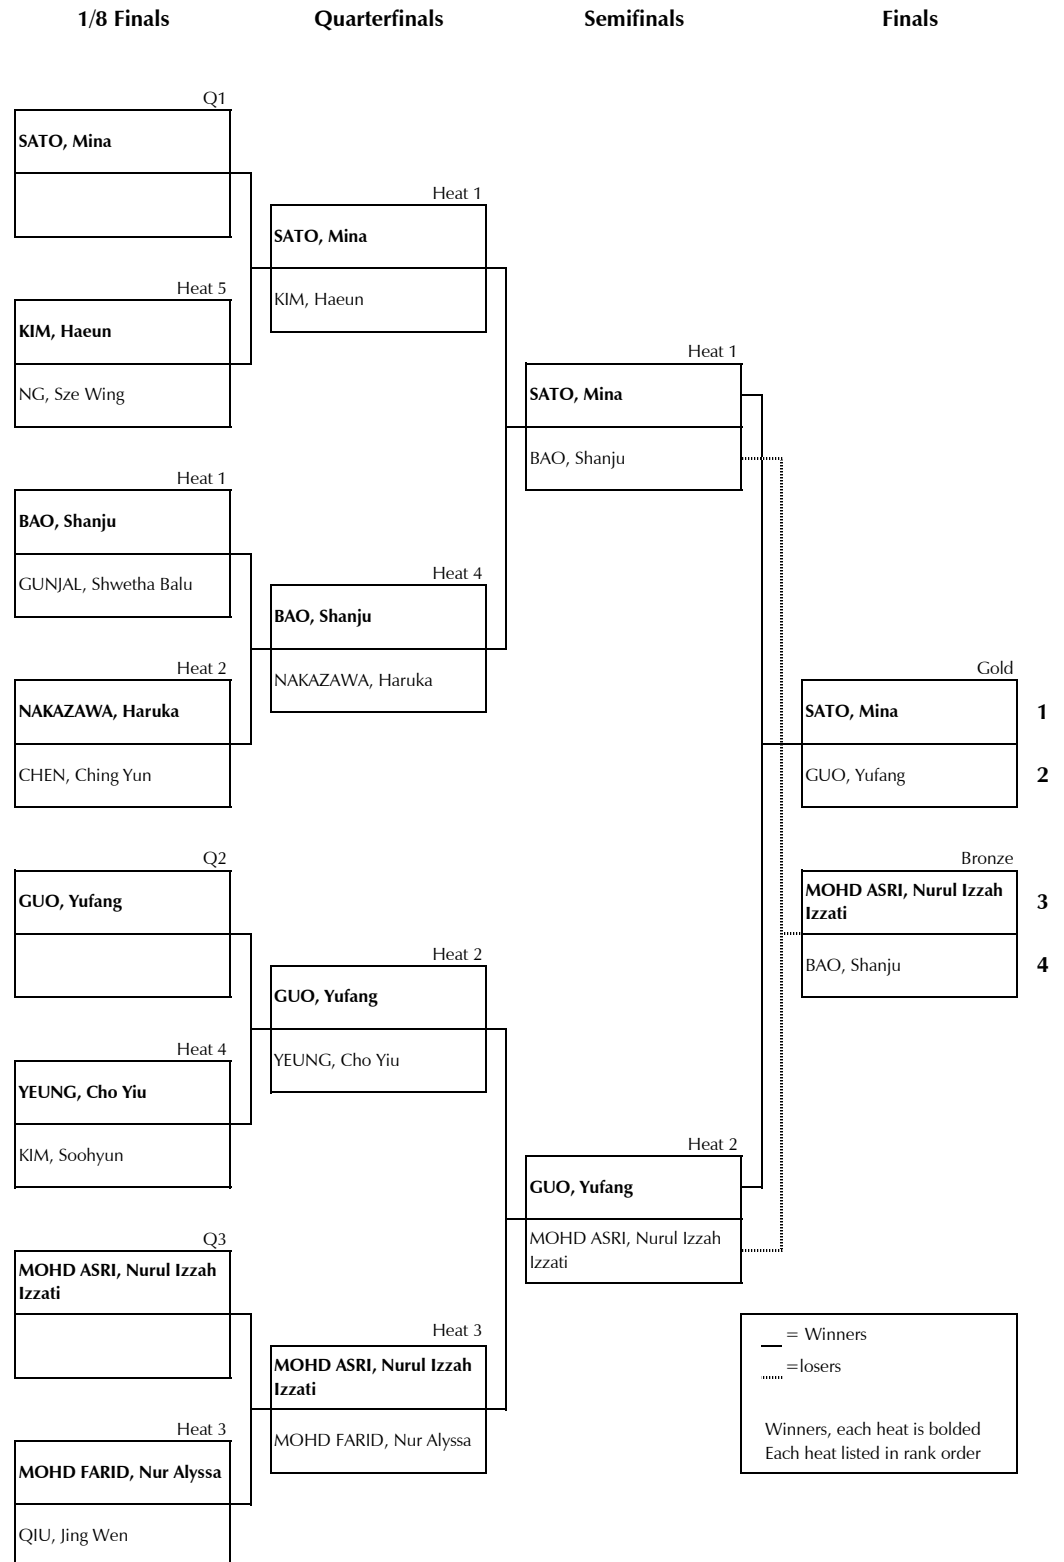 1/8 Finals
Quarterfinals
Semifinals
Finals
Q1
SATO, Mina
Heat 5
KIM, Haeun
NG, Sze Wing
Heat 1
BAO, Shanju
GUNJAL, Shwetha Balu
Heat 2
NAKAZAWA, Haruka
CHEN, Ching Yun
Q2
GUO, Yufang
Heat 4
YEUNG, Cho Yiu
KIM, Soohyun
Q3
MOHD ASRI, Nurul Izzah
Izzati
Heat 3
MOHD FARID, Nur Alyssa
QIU, Jing Wen
Heat 1
SATO, Mina
KIM, Haeun
Heat 4
BAO, Shanju
NAKAZAWA, Haruka
Heat 2
GUO, Yufang
YEUNG, Cho Yiu
Heat 3
MOHD ASRI, Nurul Izzah
Izzati
MOHD FARID, Nur Alyssa
Heat 1
SATO, Mina
BAO, Shanju
Heat 2
GUO, Yufang
MOHD ASRI, Nurul Izzah
Izzati
Gold
SATO, Mina 1
GUO, Yufang 2
Bronze
MOHD ASRI, Nurul Izzah
Izzati 3
BAO, Shanju 4
= Winners
=losers
Winners, each heat is bolded
Each heat listed in rank order